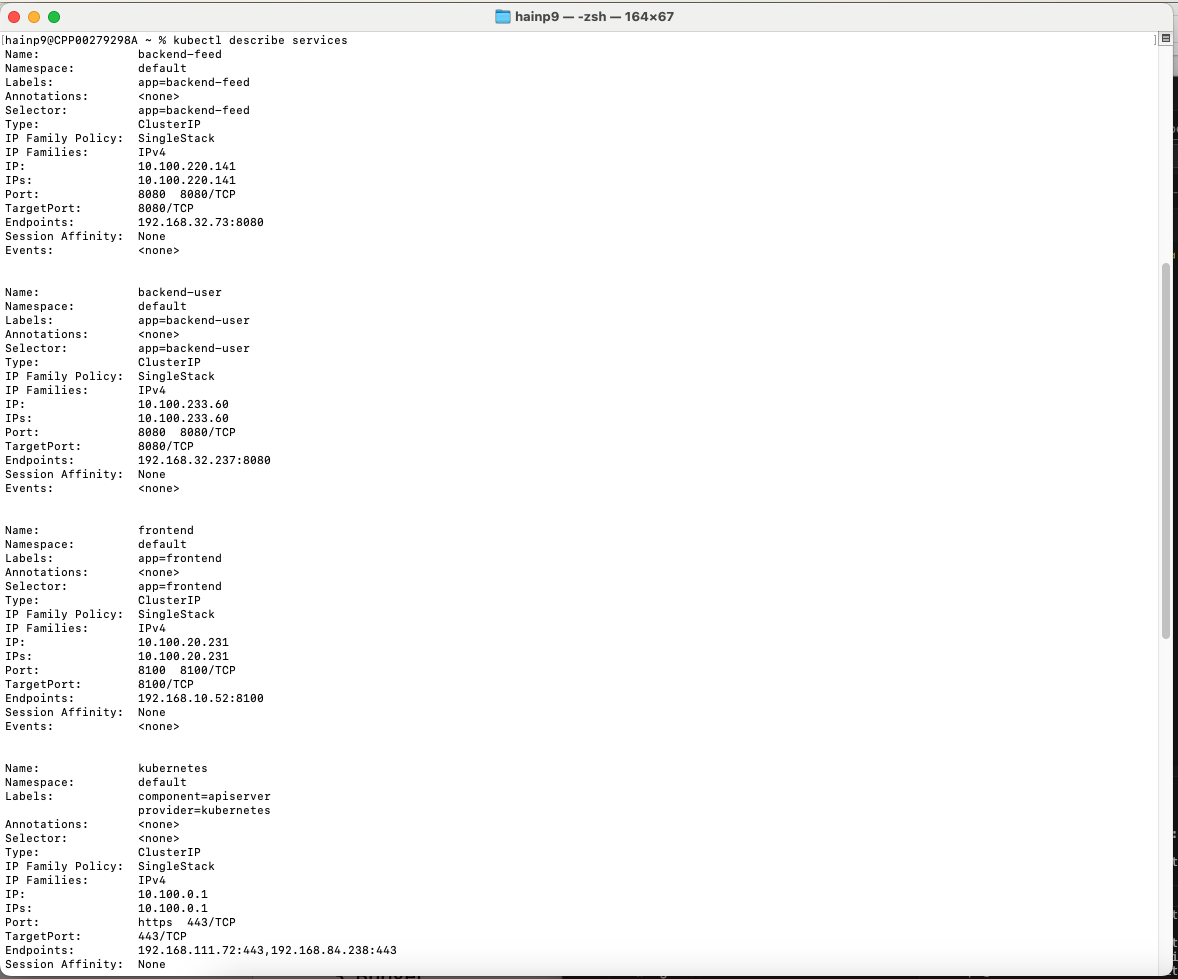 hainp9 — -zsh — 164×67
[hainp9@CPP00279298A ~ % kubectl describe services ]
Name: backend-feed
Namespace: default
Labels: app=backend-feed
Annotations: <none>
Selector: app=backend-feed
Type: ClusterIP
IP Family Policy: SingleStack
IP Families: IPv4
IP: 10.100.220.141
IPs: 10.100.220.141
Port: 8080 8080/TCP
TargetPort: 8080/TCP
Endpoints: 192.168.32.73:8080
Session Affinity: None
Events: <none>
Name: backend-user
Namespace: default
Labels: app=backend-user
Annotations: <none>
Selector: app=backend-user
Type: ClusterIP
IP Family Policy: SingleStack
IP Families: IPv4
IP: 10.100.233.60
IPs: 10.100.233.60
Port: 8080 8080/TCP
TargetPort: 8080/TCP
Endpoints: 192.168.32.237:8080
Session Affinity: None
Events: <none>
Name: frontend
Namespace: default
Labels: app=frontend
Annotations: <none>
Selector: app=frontend
Type: ClusterIP
IP Family Policy: SingleStack
IP Families: IPv4
IP: 10.100.20.231
IPs: 10.100.20.231
Port: 8100 8100/TCP
TargetPort: 8100/TCP
Endpoints: 192.168.10.52:8100
Session Affinity: None
Events: <none>
Name: kubernetes
Namespace: default
Labels: component=apiserver
provider=kubernetes
Annotations: <none>
Selector: <none>
Type: ClusterIP
IP Family Policy: SingleStack
IP Families: IPv4
IP: 10.100.0.1
IPs: 10.100.0.1
Port: https 443/TCP
TargetPort: 443/TCP
Endpoints: 192.168.111.72:443,192.168.84.238:443
Session Affinity: None